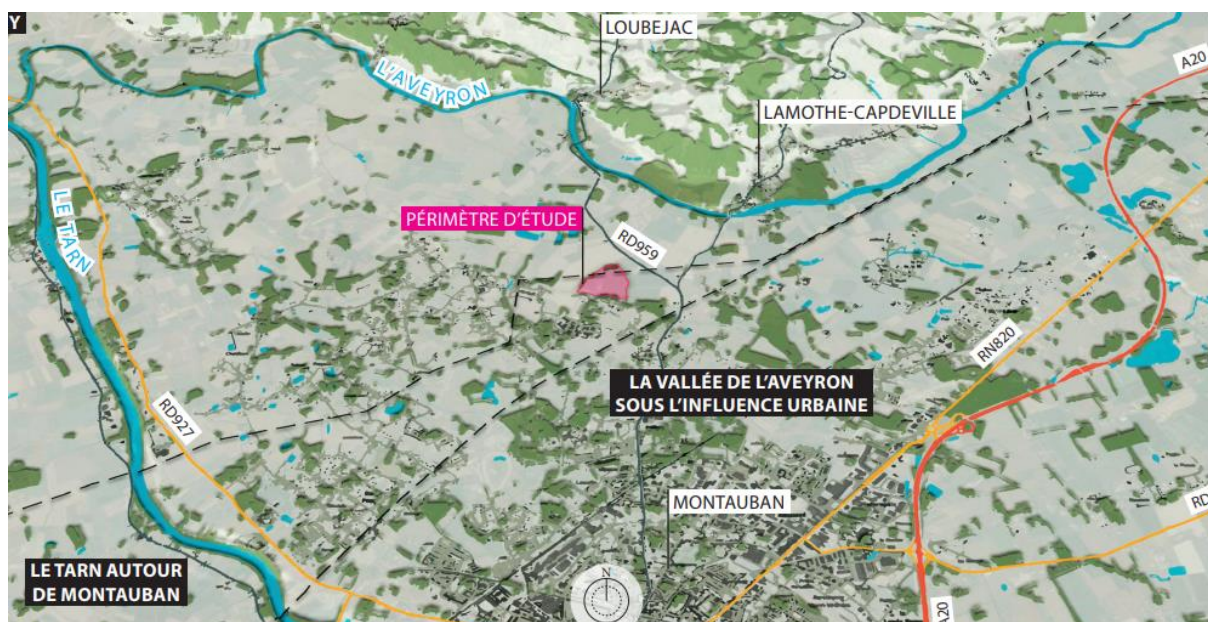 Y
LOUBEJAC
L'AVEYRON
A20
LAMOTHE-CAPDEVILLE
PÉRIMÈTRE D'ÉTUDE
LE TARN
RD959
RN820
LA VALLÉE DE L'AVEYRON
SOUS L'INFLUENCE URBAINE
RD927
MONTAUBAN
RD
LE TARN AUTOUR
DE MONTAUBAN
N
A20